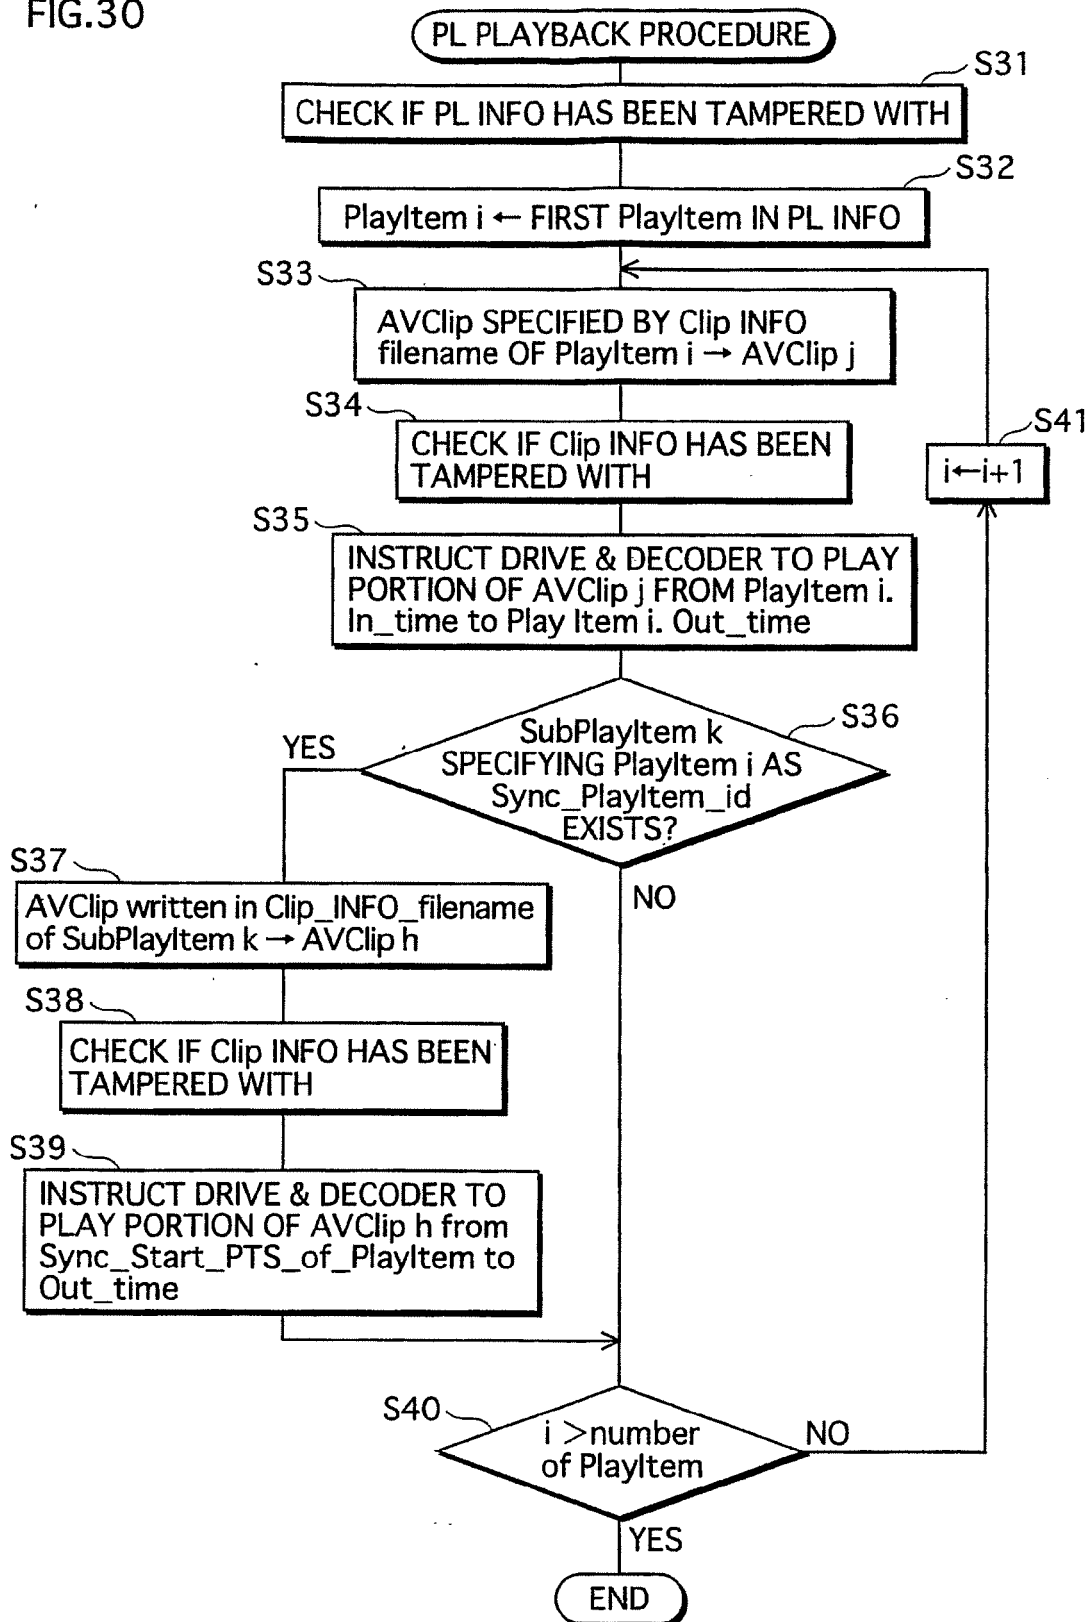 FIG.30
PL PLAYBACK PROCEDURE
S31
CHECK IF PL INFO HAS BEEN TAMPERED WITH
S32
PlayItem i ← FIRST PlayItem IN PL INFO
S33
AVClip SPECIFIED BY Clip INFO
filename OF PlayItem i → AVClip j
S34
CHECK IF Clip INFO HAS BEEN
TAMPERED WITH
S41
i←i+1
S35
INSTRUCT DRIVE & DECODER TO PLAY
PORTION OF AVClip j FROM PlayItem i.
In_time to Play Item i. Out_time
S36
SubPlayItem k
SPECIFYING PlayItem i AS
Sync_PlayItem_id
EXISTS?
YES
NO
S37
AVClip written in Clip_INFO_filename
of SubPlayItem k → AVClip h
S38
CHECK IF Clip INFO HAS BEEN
TAMPERED WITH
S39
INSTRUCT DRIVE & DECODER TO
PLAY PORTION OF AVClip h from
Sync_Start_PTS_of_PlayItem to
Out_time
S40
i >number
of PlayItem
NO
YES
END